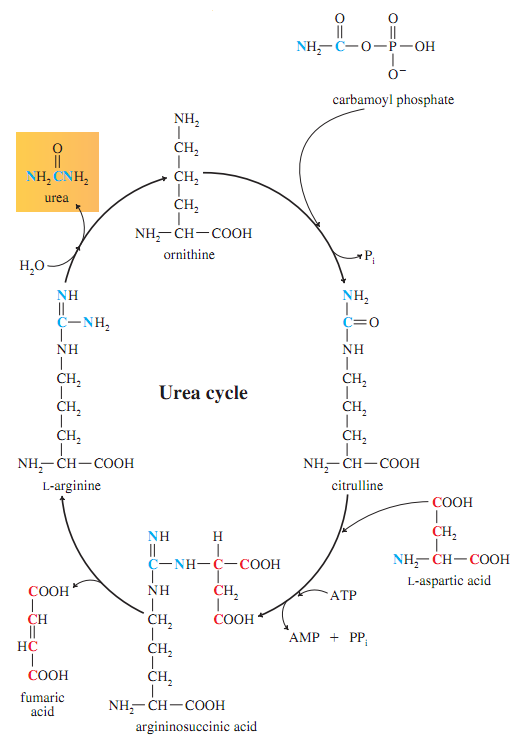 O O
NH₂–C–O–P–OH
O⁻
carbamoyl phosphate
NH₂
CH₂
CH₂
CH₂
NH₂–CH–COOH
ornithine
O
NH₂CNH₂
urea
H₂O
Pᵢ
NH
C–NH₂
NH
CH₂
CH₂
CH₂
NH₂–CH–COOH
L-arginine
Urea cycle
NH₂
C=O
NH
CH₂
CH₂
CH₂
NH₂–CH–COOH
citrulline
COOH
CH₂
NH₂–CH–COOH
L-aspartic acid
ATP
AMP + PPᵢ
NH H
C–NH–C–COOH
NH CH₂
CH₂ COOH
CH₂
CH₂
NH₂–CH–COOH
argininosuccinic acid
COOH
CH
HC
COOH
fumaric
acid